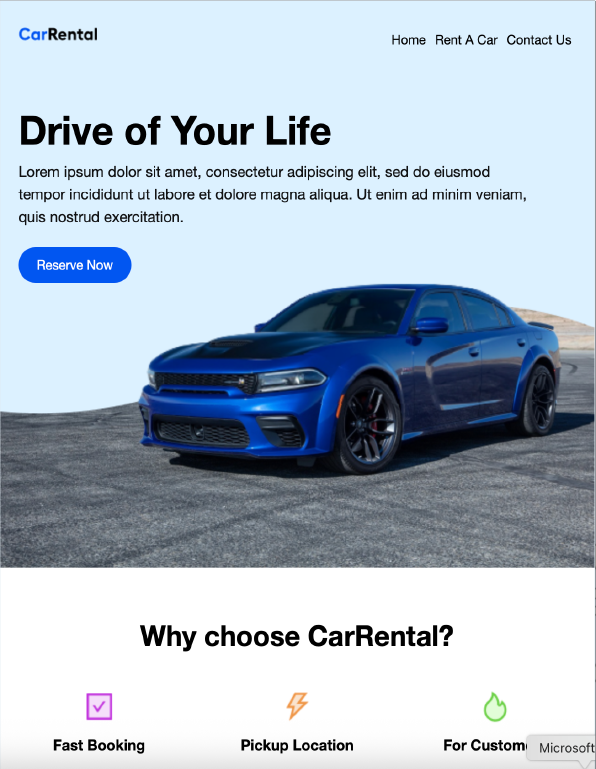 CarRental
Home Rent A Car Contact Us
Drive of Your Life
Lorem ipsum dolor sit amet, consectetur adipiscing elit, sed do eiusmod
tempor incididunt ut labore et dolore magna aliqua. Ut enim ad minim veniam,
quis nostrud exercitation.
Reserve Now
Why choose CarRental?
Fast Booking Pickup Location For Custome
Microsoft